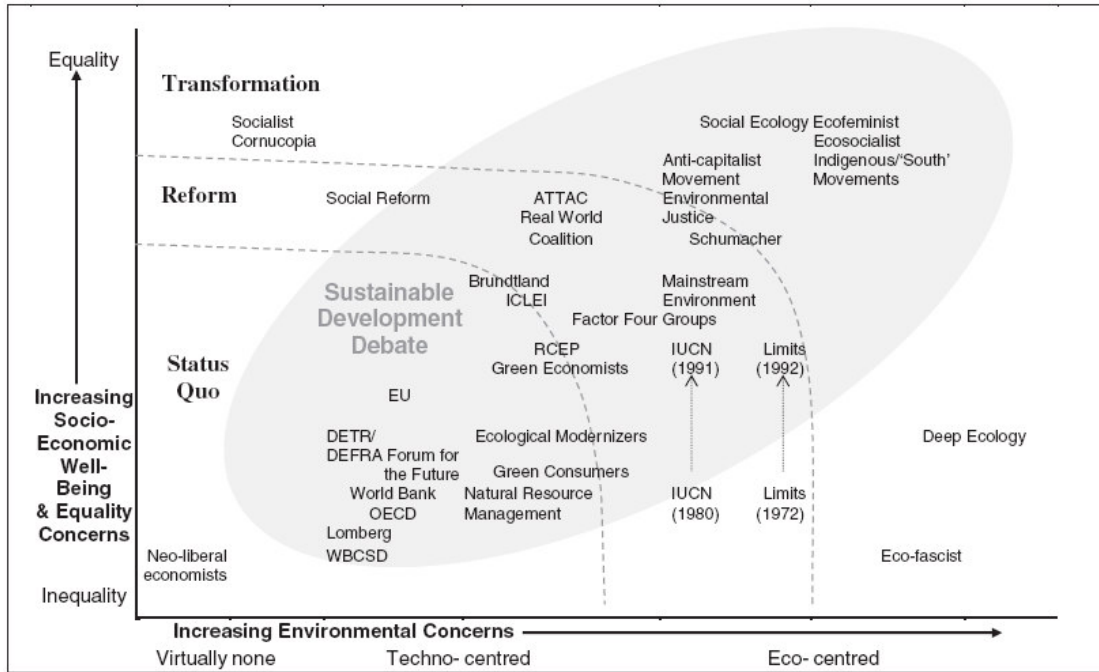 Equality
Transformation
Socialist
Cornucopia
Social Ecology Ecofeminist
Ecosocialist
Indigenous/'South'
Movements
Anti-capitalist
Movement
Environmental
Justice
Reform
Social Reform
ATTAC
Real World
Coalition
Schumacher
Brundtland
ICLEI
Mainstream
Environment
Factor Four Groups
Sustainable
Development
Debate
RCEP
Green Economists
IUCN
(1991)
Limits
(1992)
Status
Quo
EU
Increasing
Socio-
Economic
Well-
Being
& Equality
Concerns
DETR/
DEFRA Forum for
the Future
Ecological Modernizers
Deep Ecology
Green Consumers
World Bank
OECD
Natural Resource
Management
IUCN
(1980)
Limits
(1972)
Lomberg
WBCSD
Neo-liberal
economists
Eco-fascist
Inequality
Increasing Environmental Concerns
Virtually none
Techno- centred
Eco- centred